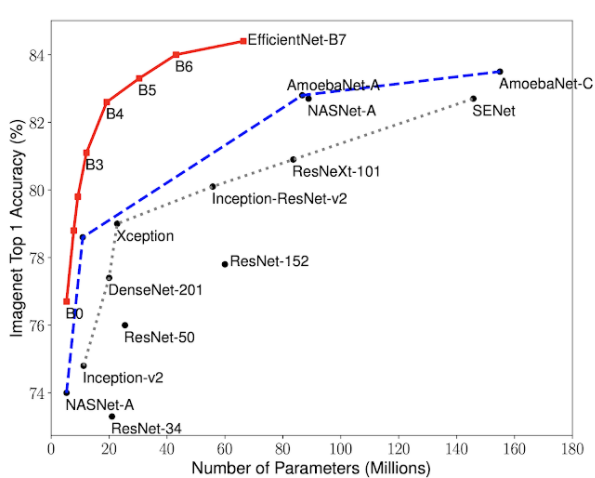 EfficientNet-B7
84
B6
B5
AmoebaNet-A
AmoebaNet-C
B4
NASNet-A
SENet
82
B3
ResNeXt-101
80
Inception-ResNet-v2
Xception
78
ResNet-152
DenseNet-201
B0
76
ResNet-50
Inception-v2
74
NASNet-A
ResNet-34
Imagenet Top 1 Accuracy (%)
0 20 40 60 80 100 120 140 160 180
Number of Parameters (Millions)